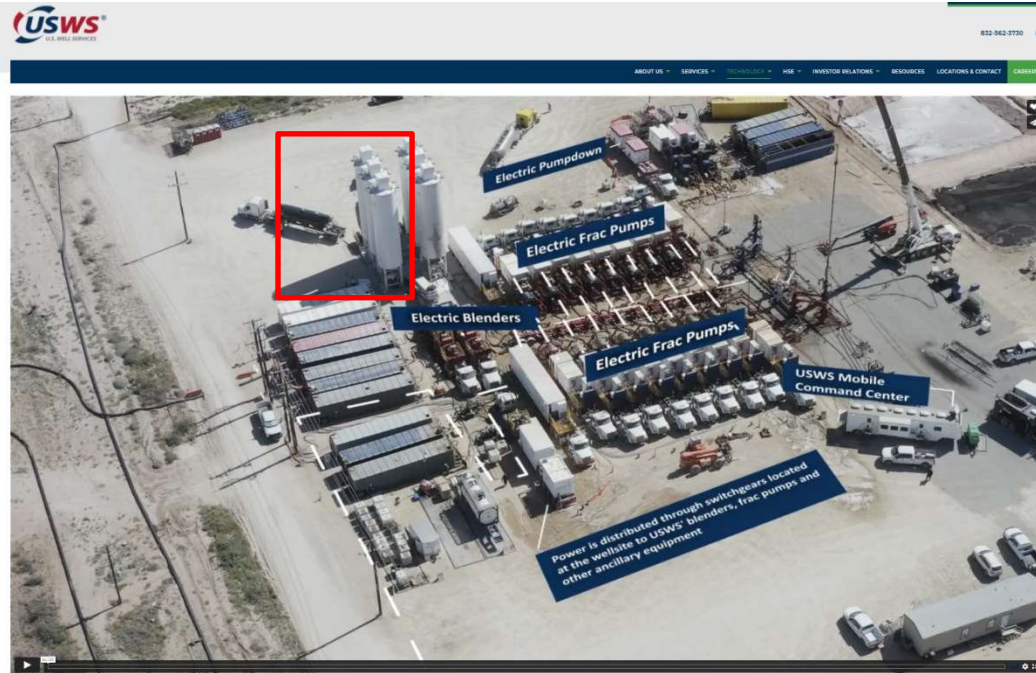 USWS®
U.S. WELL SERVICES
832-562-3730
ABOUT US SERVICES TECHNOLOGY HSE INVESTOR RELATIONS RESOURCES LOCATIONS & CONTACT CAREER
Electric Pumpdown
Electric Frac Pumps
Electric Blenders
Electric Frac Pumps
USWS Mobile
Command Center
Power is distributed through switchgears located
at the wellsite to USWS' blenders, frac pumps and
other ancillary equipment